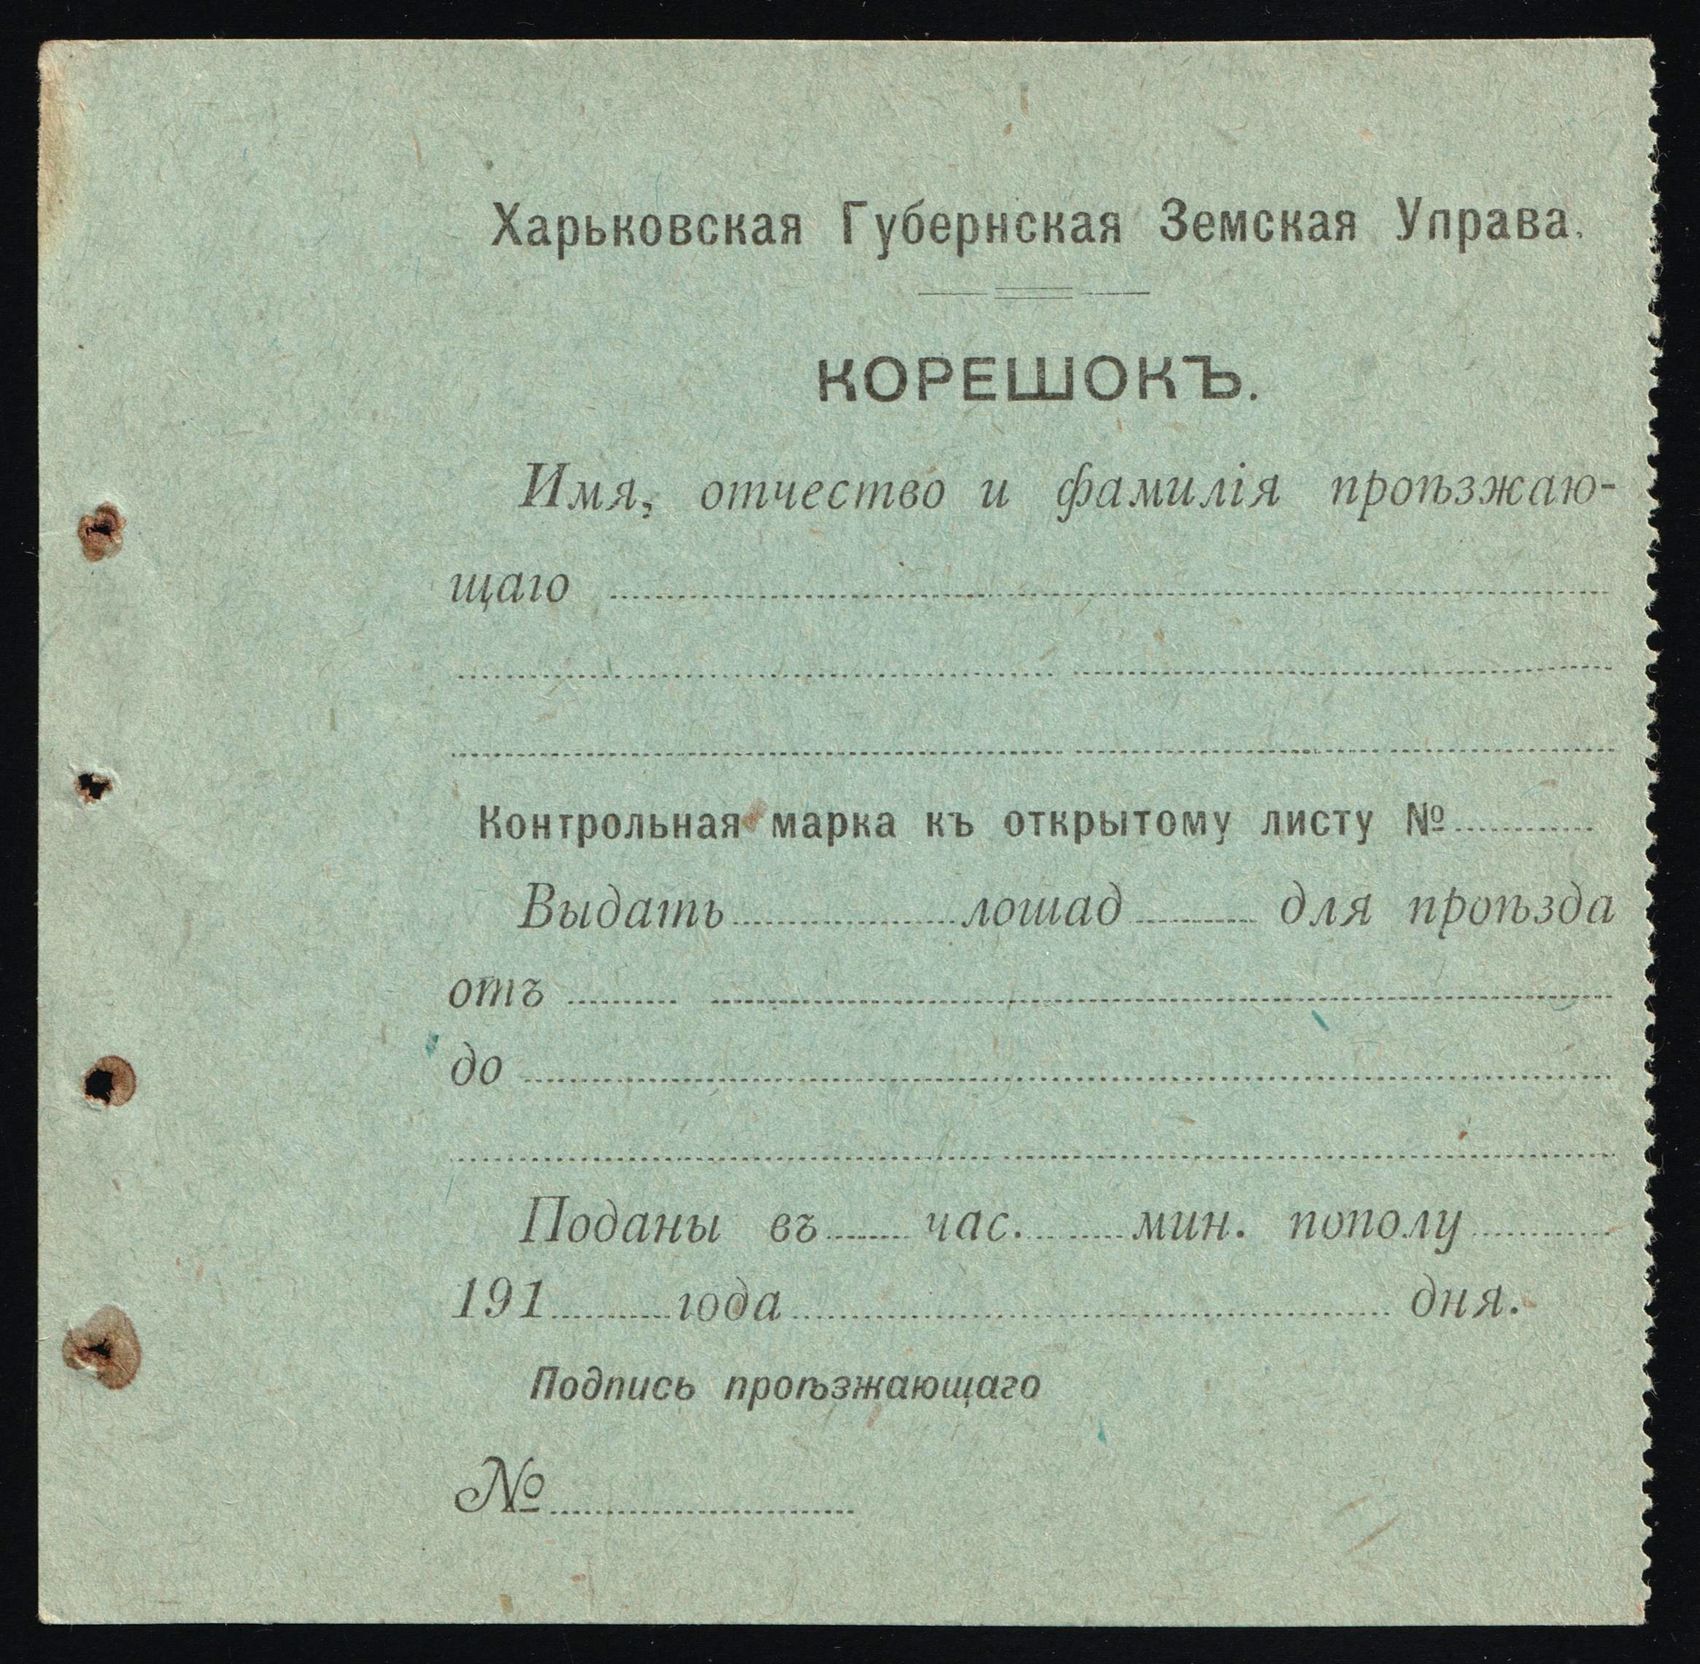 Харьковская Губернская Земская Управа.
КОРЕШОКЪ.
Имя, отчество и фамилія проѣзжаю-
щаго
Контрольная марка къ открытому листу №
Выдать лошад для проѣзда
отъ
до
Поданы въ час. мин. пополу
191 года дня.
Подпись проѣзжающаго
№